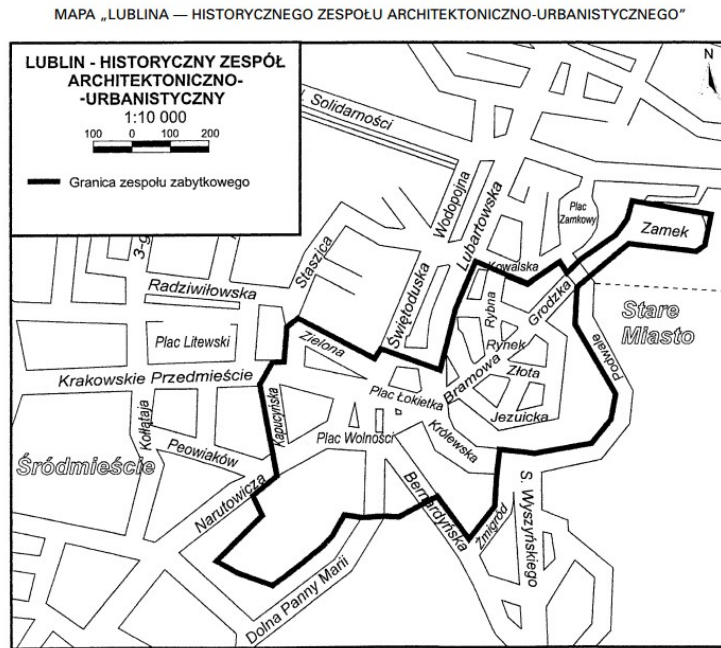 MAPA „LUBLINA — HISTORYCZNEGO ZESPOŁU ARCHITEKTONICZNO-URBANISTYCZNEGO”
LUBLIN - HISTORYCZNY ZESPÓŁ
ARCHITEKTONICZNO-
-URBANISTYCZNY
1:10 000
100 0 100 200
Granica zespołu zabytkowego
N
. Solidarności
Wodopojna
Lubartowska
Plac
Zamkowy
Zamek
3-g
Staszica
Świętoduska
Kowalska
Radziwiłowska
Rybna
Grodzka
Stare
Miasto
Plac Litewski
Zielona
Rynek
Podwale
Złota
Krakowskie Przedmieście
Plac Łokietka
Bramowa
Kołłątaja
Kapucyńska
Jezuicka
Plac Wolności
Królewska
Peowiaków
Śródmieście
Narutowicza
Bernardyńska
Żmigród
S. Wyszyńskiego
Dolna Panny Marii